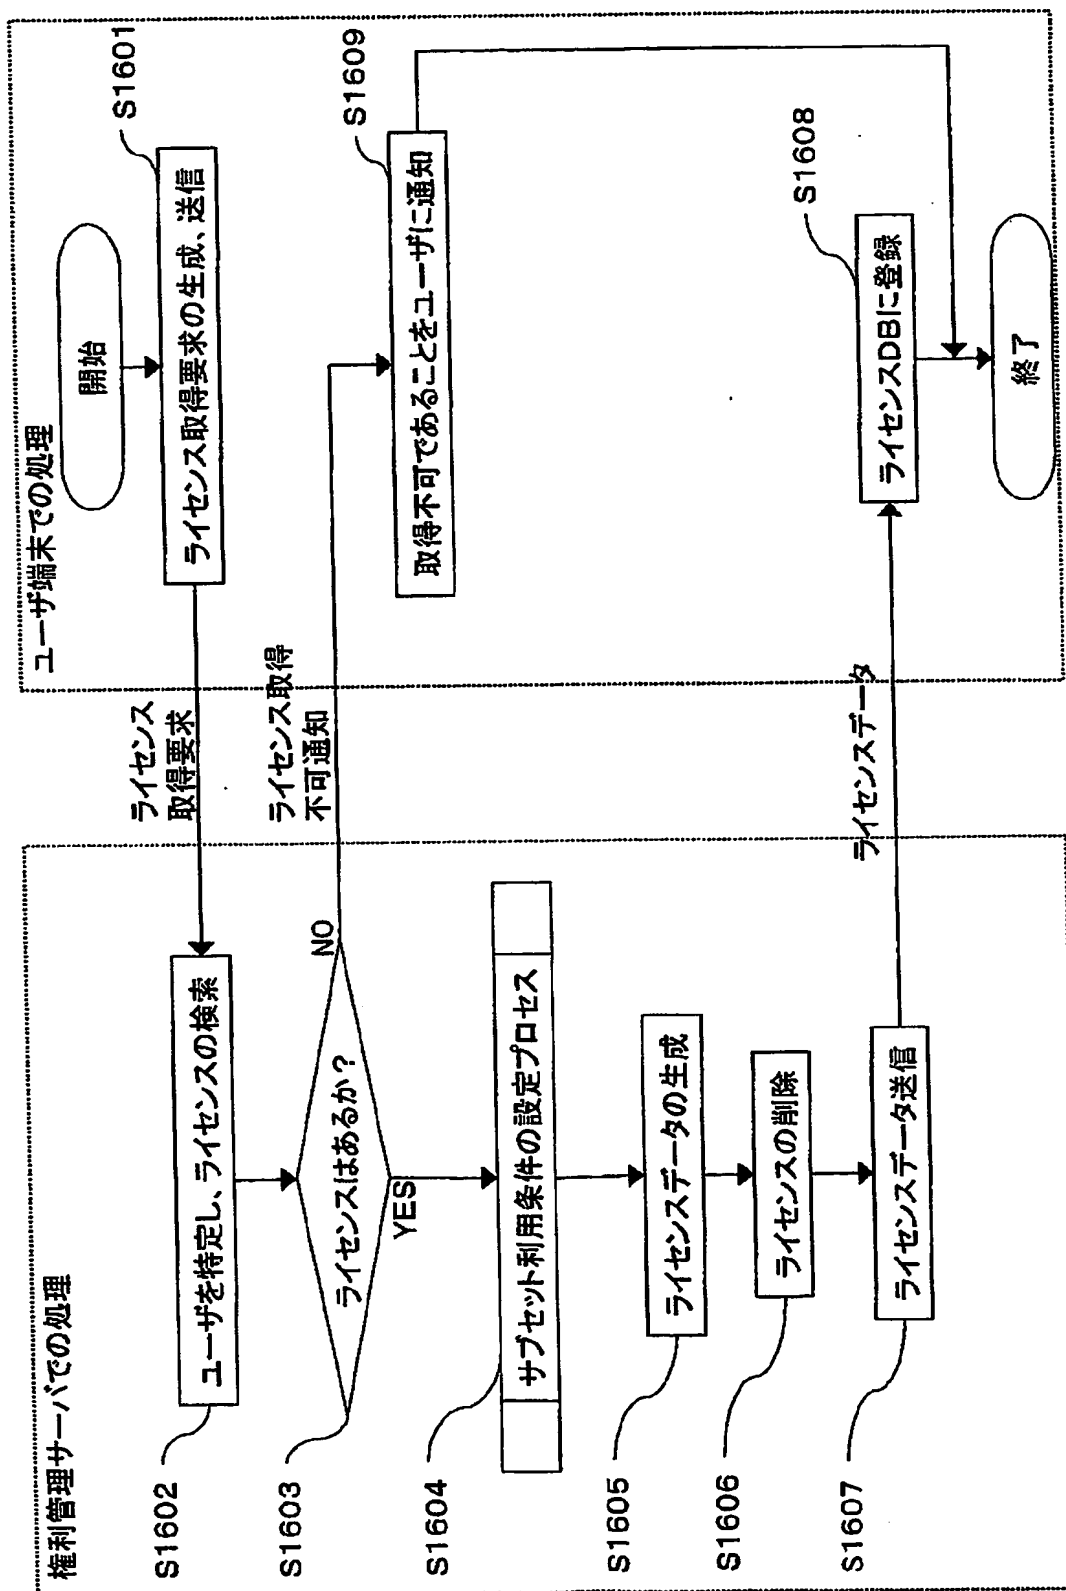 権利管理サーバでの処理
S1602
ユーザを特定し、ライセンスの検索
S1603
ライセンスはあるか？
NO
YES
S1604
サブセット利用条件の設定プロセス
S1605
ライセンスデータの生成
S1606
ライセンスの削除
S1607
ライセンスデータ送信
ライセンス
取得要求
ライセンス取得
不可通知
ライセンスデータ
ユーザ端末での処理
開始
ライセンス取得要求の生成、送信
S1601
取得不可であることをユーザに通知
S1609
ライセンスDBに登録
S1608
終了